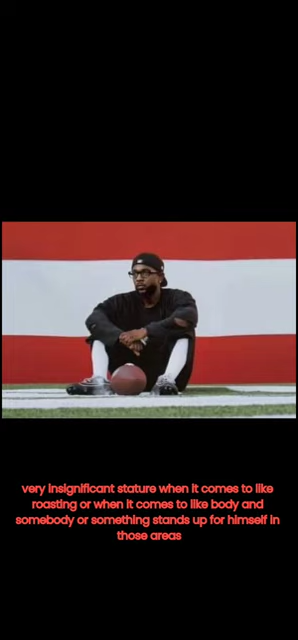 very insignificant stature when it comes to like
roasting or when it comes to like body and
somebody or something stands up for himself in
those areas